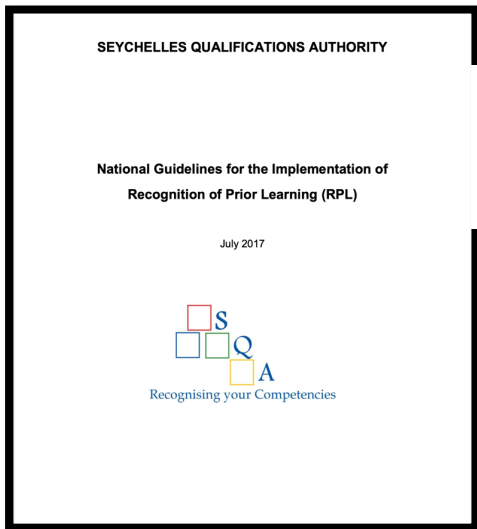 SEYCHELLES QUALIFICATIONS AUTHORITY
National Guidelines for the Implementation of
Recognition of Prior Learning (RPL)
July 2017
S
Q
A
Recognising your Competencies